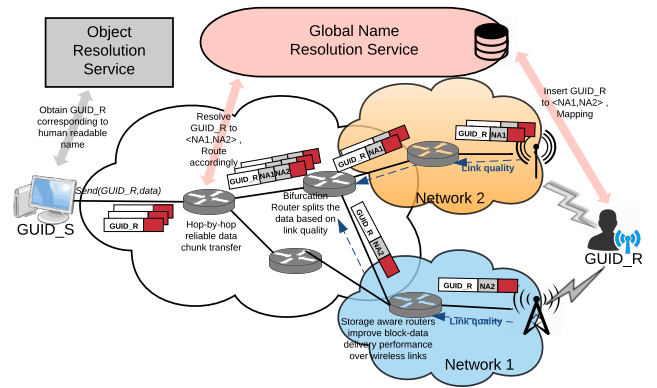 Object
Resolution
Service
Global Name
Resolution Service
Obtain GUID_R
corresponding to
human readable
name
Resolve
GUID_R to
<NA1,NA2> ,
Route
accordingly
Insert GUID_R
to <NA1,NA2> ,
Mapping
GUID_R NA1
GUID_R NA1
Link quality
Network 2
GUID_R NA1 NA2
Send(GUID_R,data)
GUID_R
GUID_S
Bifurcation
Router splits the
data based on
link quality
Hop-by-hop
reliable data
chunk transfer
GUID_R NA2
GUID_R
GUID_R NA2
Link quality
Storage aware routers
improve block-data
delivery performance
over wireless links
Network 1